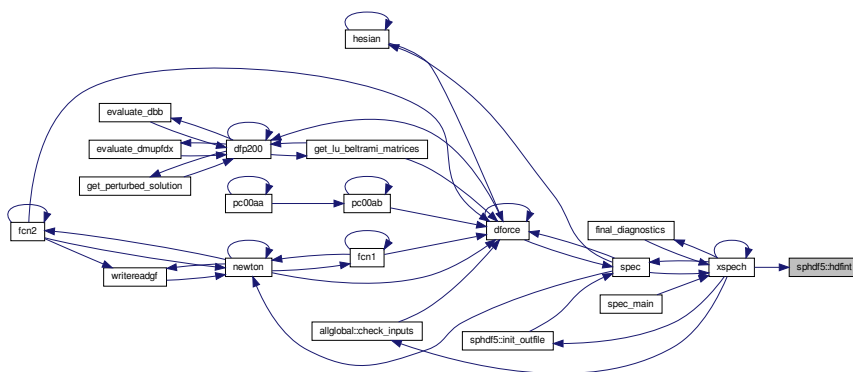 hesian
evaluate_dbb
evaluate_dmupfdx
dfp200
get_lu_beltrami_matrices
get_perturbed_solution
pc00aa
pc00ab
fcn2
dforce
final_diagnostics
fcn1
writereadgf
newton
spec
xspech
sphdf5::hdfint
spec_main
allglobal::check_inputs
sphdf5::init_outfile